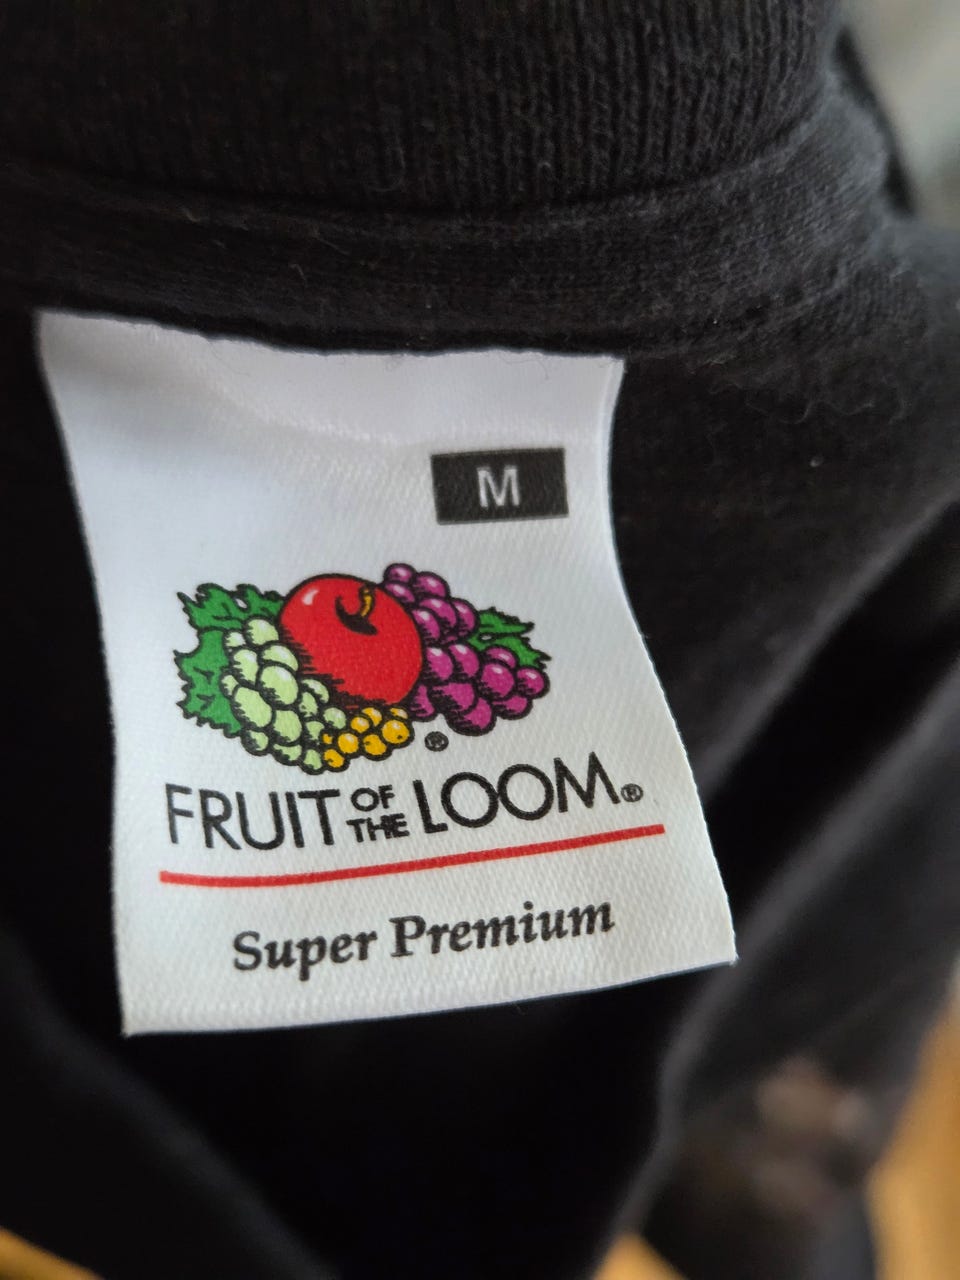 M
®
FRUIT OF THE LOOM®
Super Premium